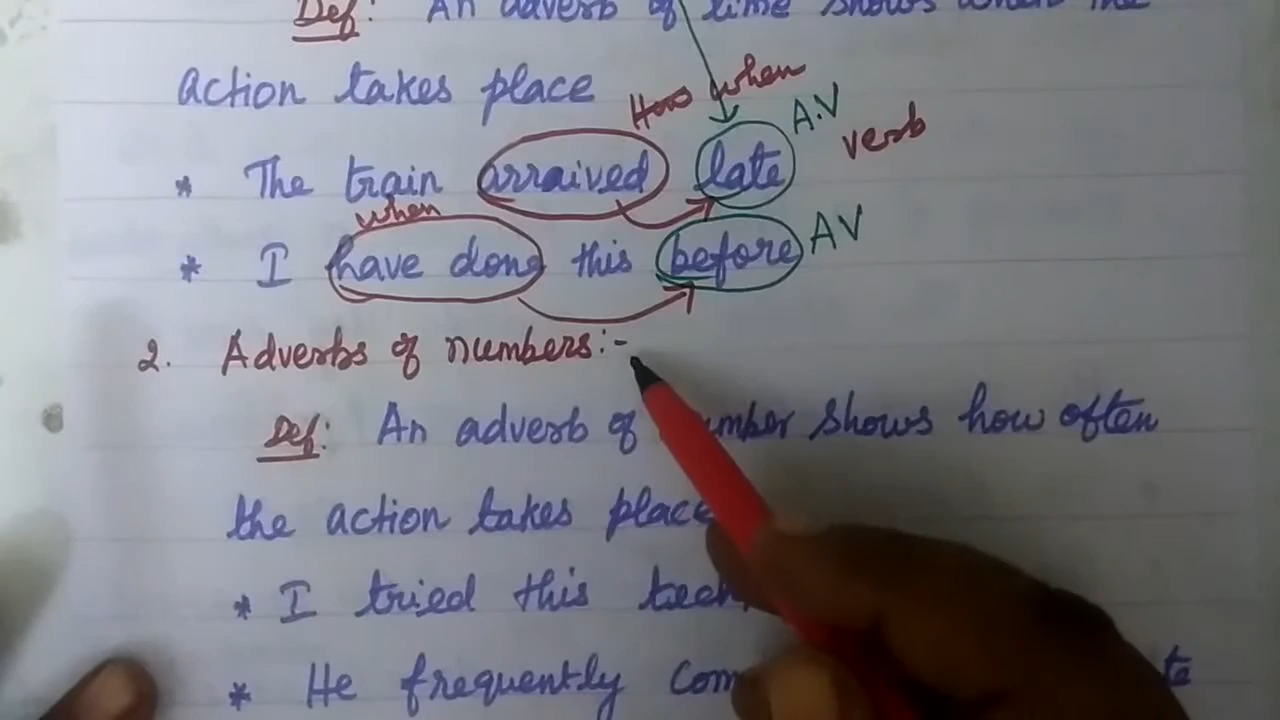 Def: An adverb of time shows when the
action takes place
How when
* The train arraived late A.V verb
when
* I have done this before AV
2. Adverbs of numbers:-
Def: An adverb of number shows how often
the action takes place
* I tried this
* He frequently